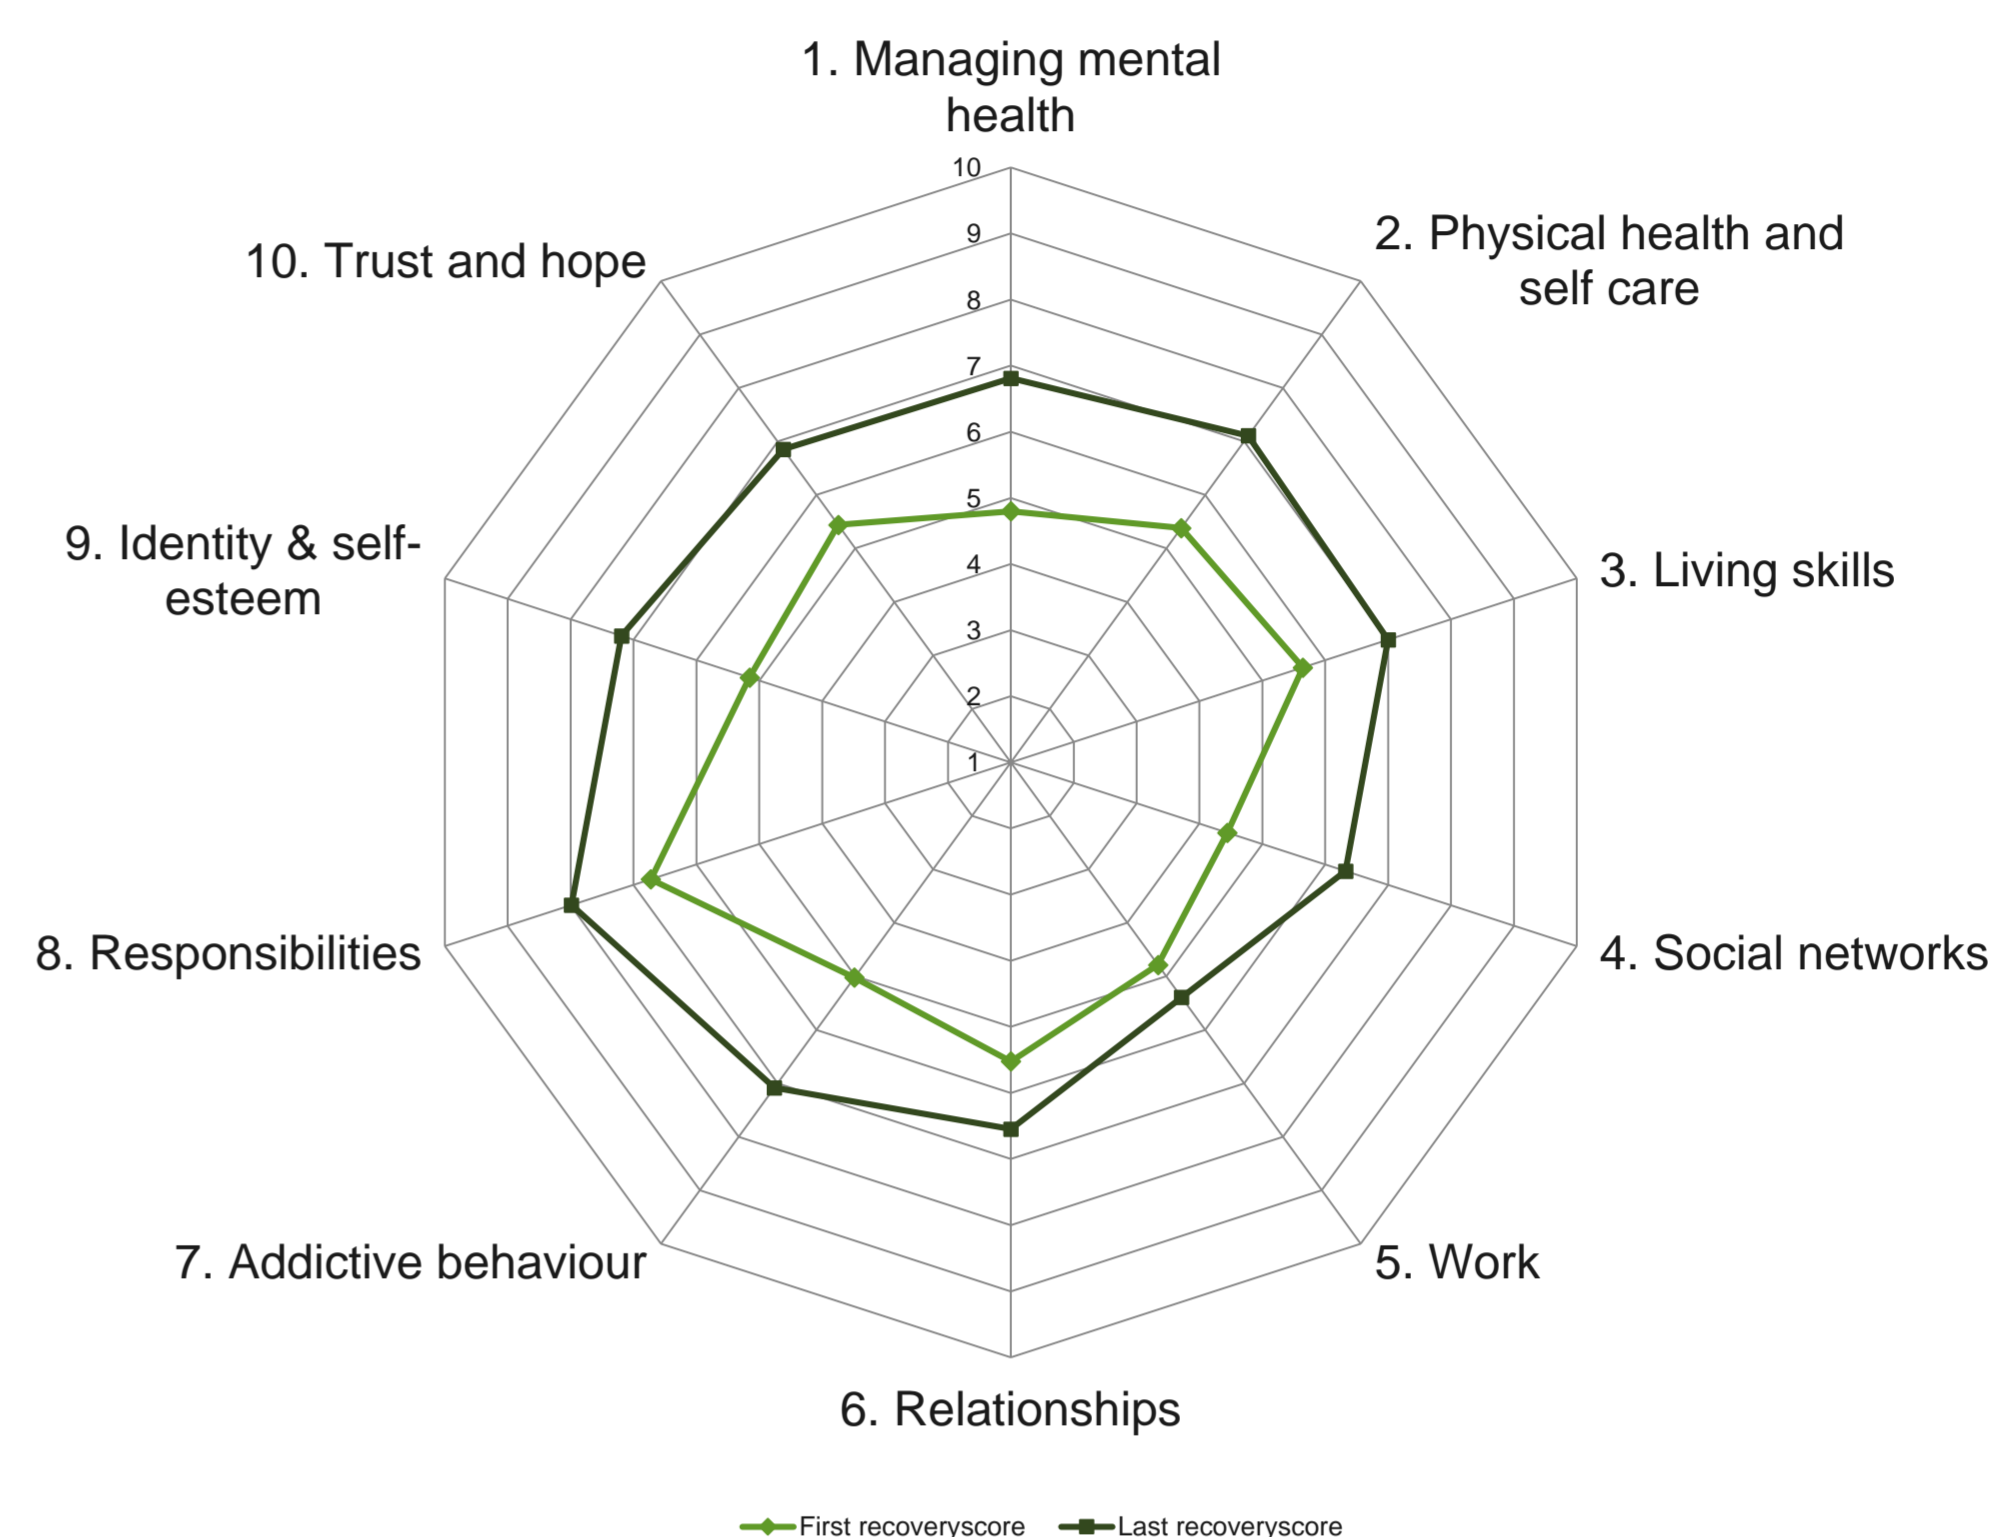 1. Managing mental
health
10
9
8
7
6
5
4
3
2
1
2. Physical health and
self care
3. Living skills
4. Social networks
5. Work
6. Relationships
7. Addictive behaviour
8. Responsibilities
9. Identity & self-
esteem
10. Trust and hope
First recoveryscore
Last recoveryscore